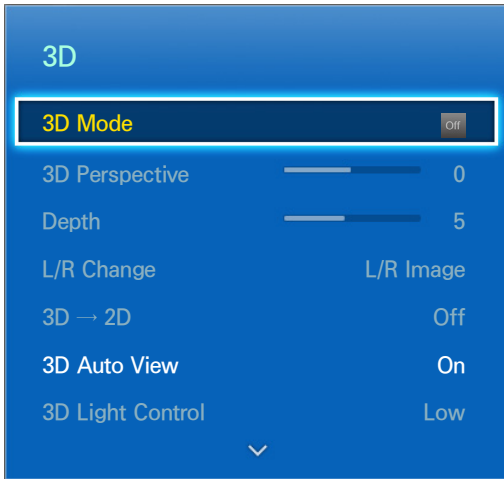 3D
3D Mode Off
3D Perspective 0
Depth 5
L/R Change L/R Image
3D → 2D Off
3D Auto View On
3D Light Control Low